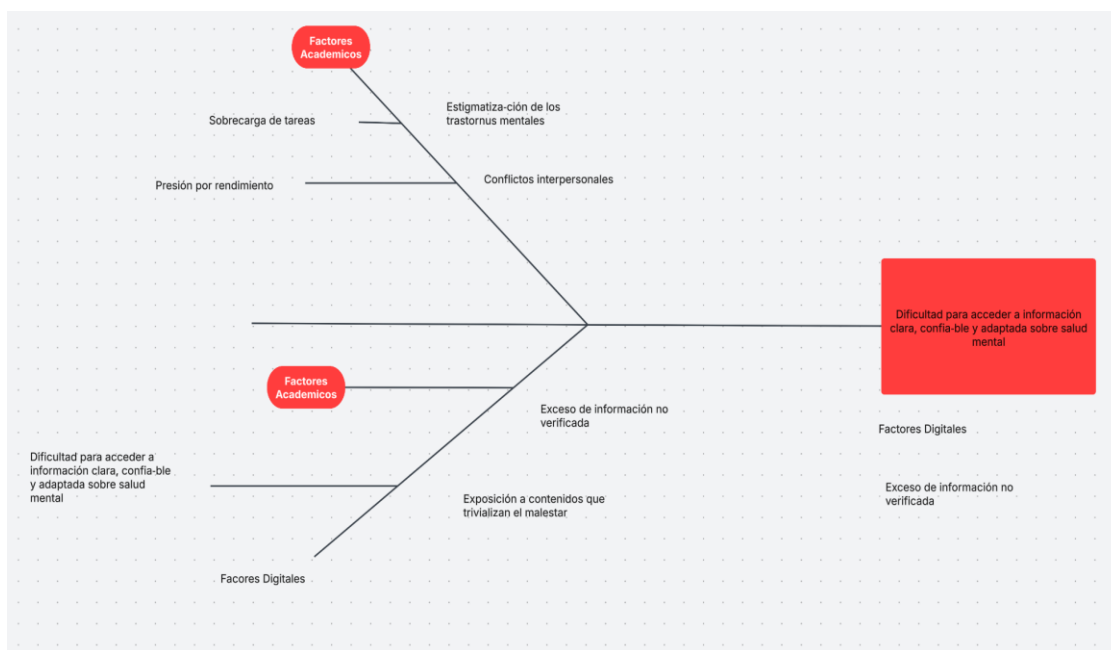 Factores
Academicos
Estigmatiza-ción de los
trastornus mentales
Sobrecarga de tareas
Conflictos interpersonales
Presión por rendimiento
Dificultad para acceder a información
clara, confia-ble y adaptada sobre salud
mental
Factores
Academicos
Exceso de información no
verificada
Factores Digitales
Dificultad para acceder a
información clara, confia-ble
y adaptada sobre salud
mental
Exceso de información no
verificada
Exposición a contenidos que
trivializan el malestar
Facores Digitales